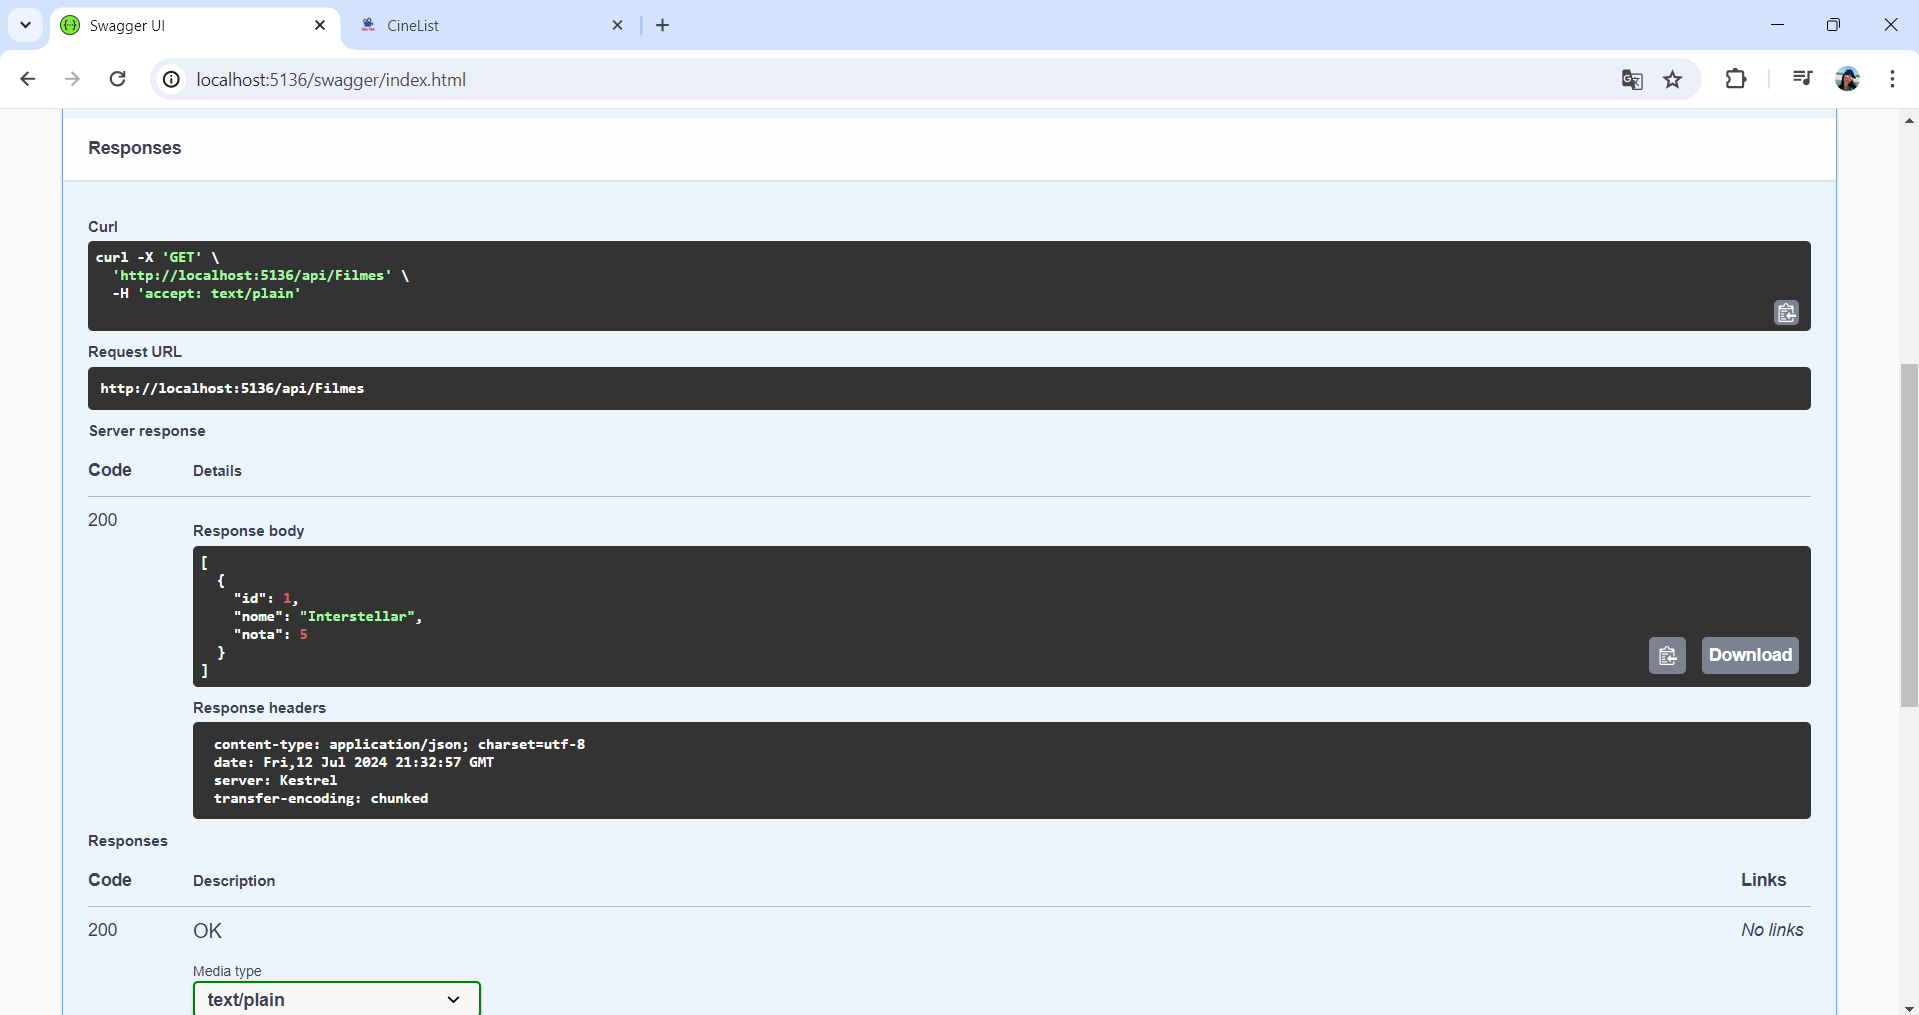 Swagger UI
CineList
localhost:5136/swagger/index.html
Responses
Curl
curl -X 'GET' \
'http://localhost:5136/api/Filmes' \
-H 'accept: text/plain'
Request URL
http://localhost:5136/api/Filmes
Server response
Code Details
200
Response body
[
{
"id": 1,
"nome": "Interstellar",
"nota": 5
}
]
Download
Response headers
content-type: application/json; charset=utf-8
date: Fri,12 Jul 2024 21:32:57 GMT
server: Kestrel
transfer-encoding: chunked
Responses
Code Description Links
200 OK No links
Media type
text/plain